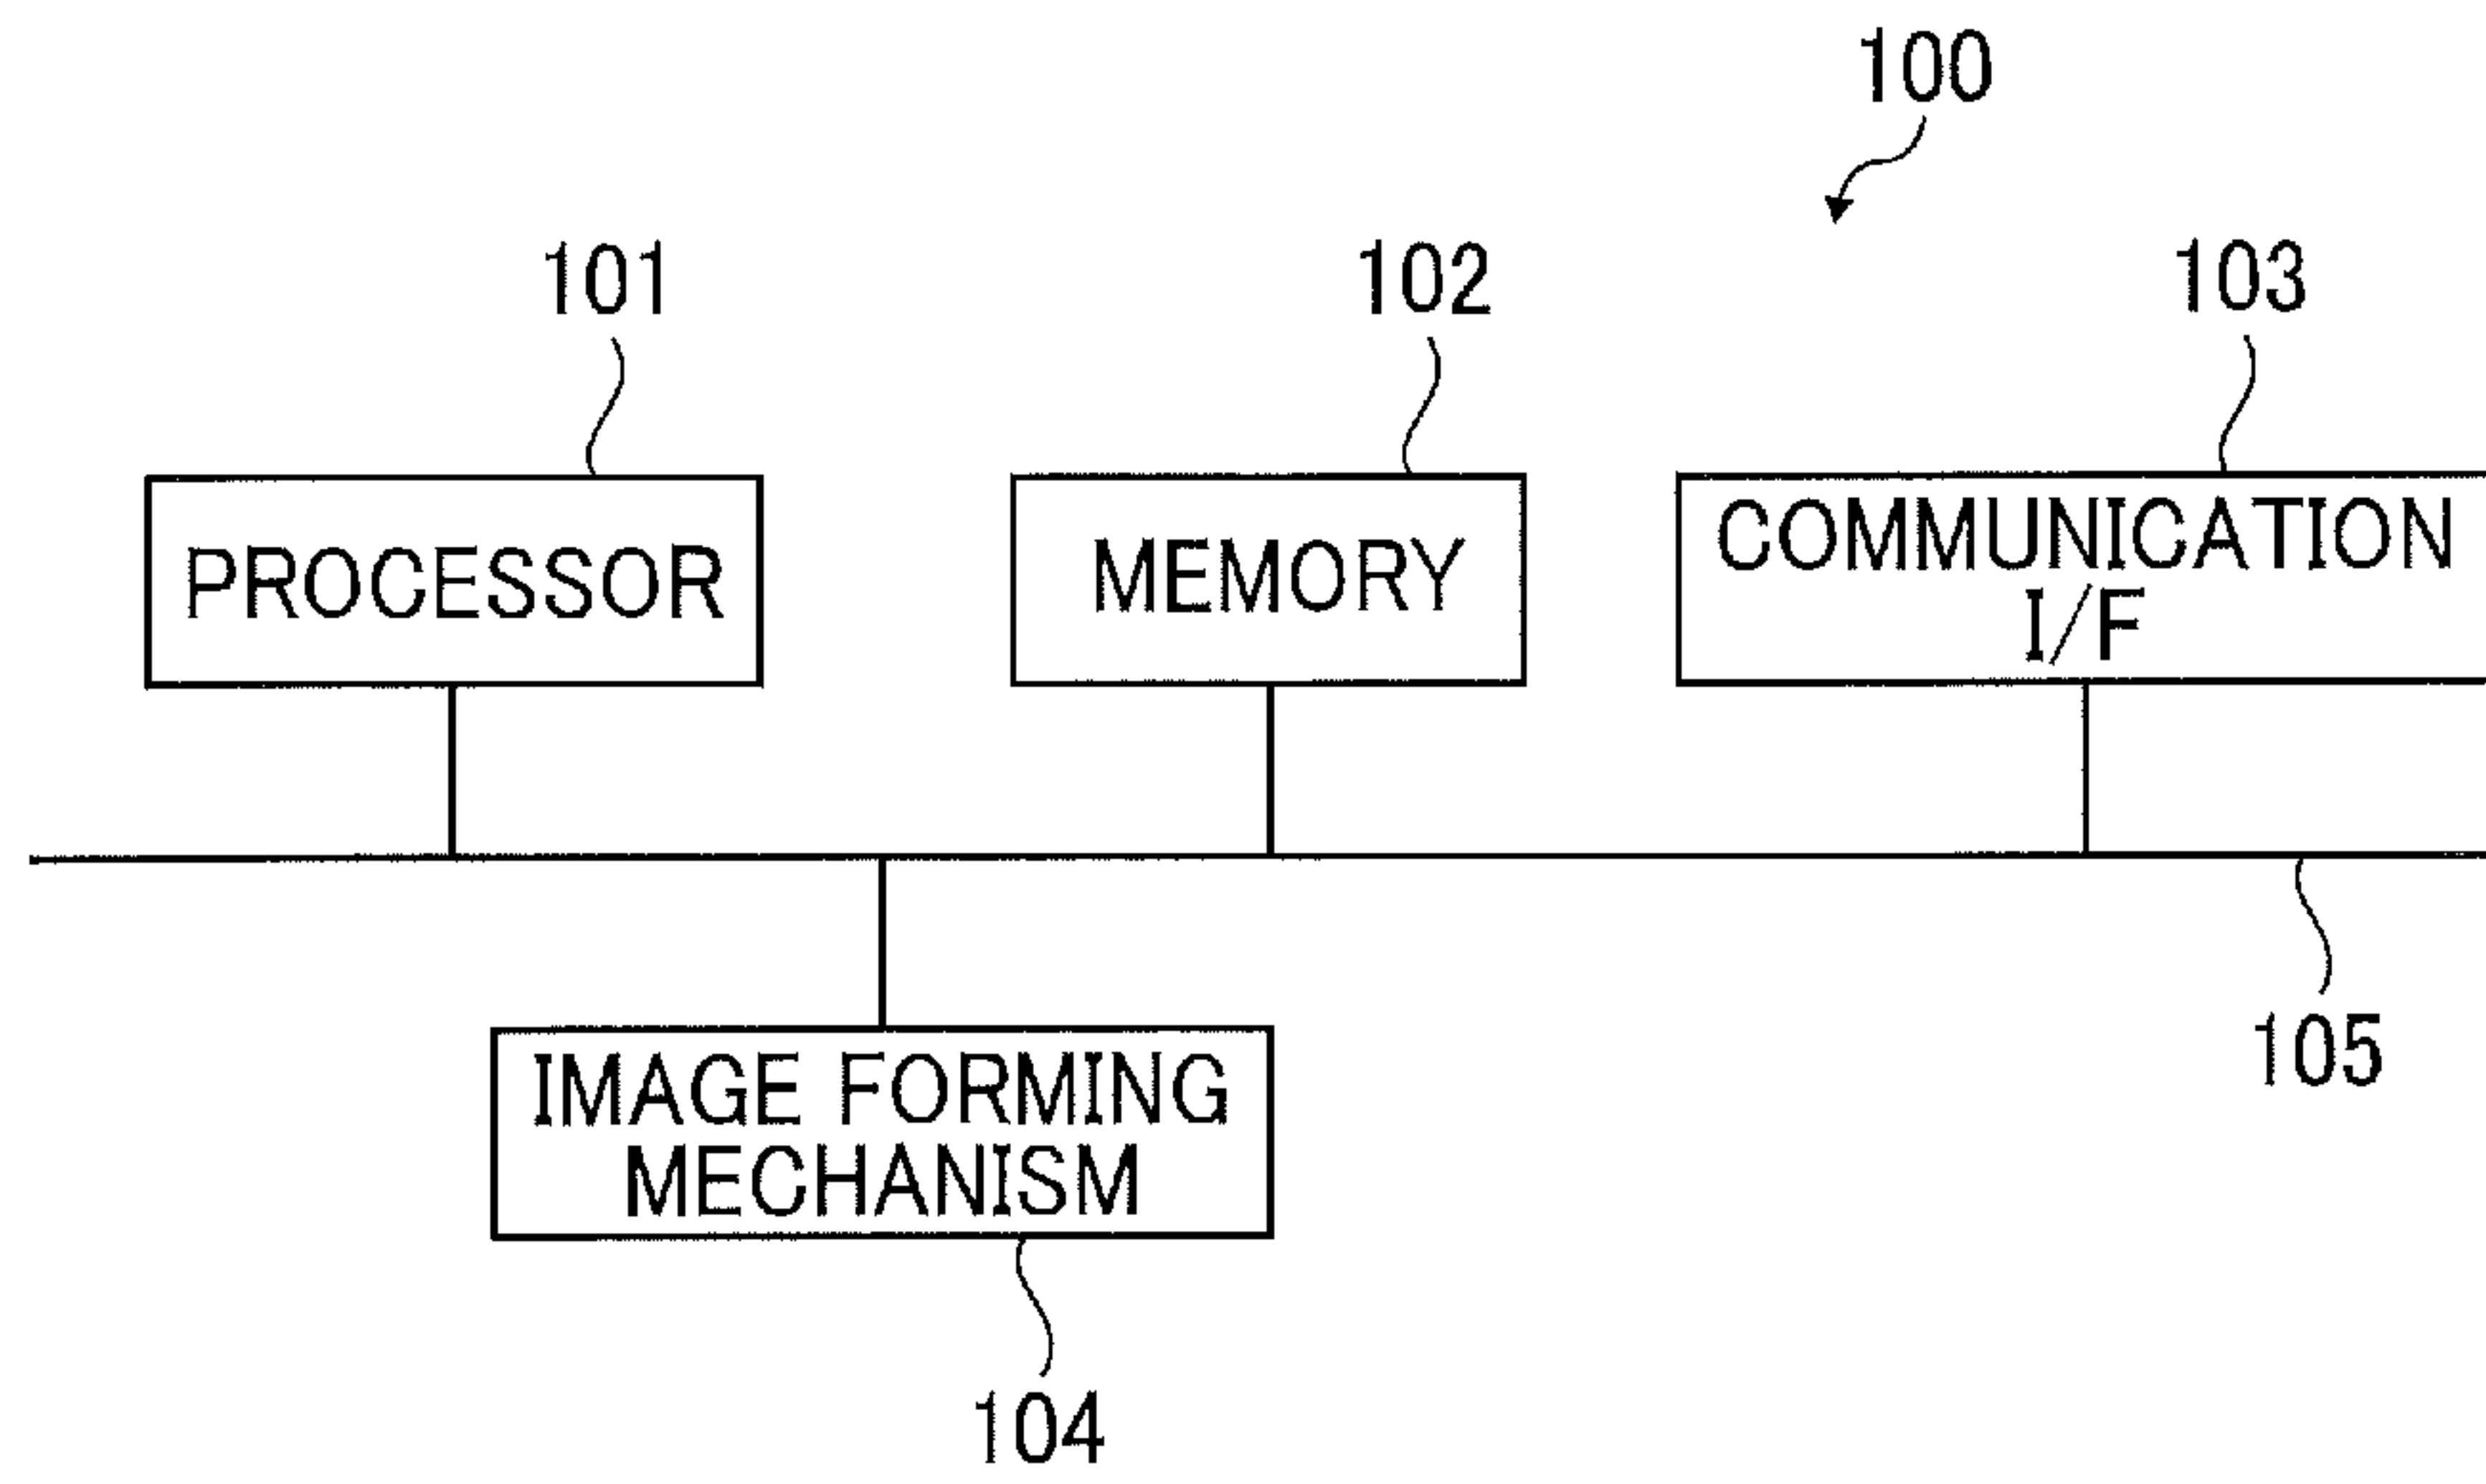 100
101
102
103
PROCESSOR
MEMORY
COMMUNICATION
I/F
105
IMAGE FORMING
MECHANISM
104